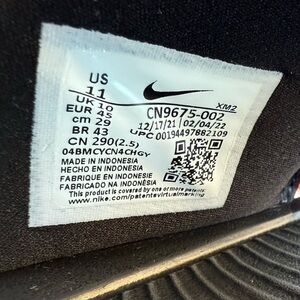 US
11
UK 10
EUR 45
cm 29
BR 43
CN 290(2.5)
XM2
CN9675-002
12/17/21 02/04/22
UPC 00194497882109
04BMCYCN4CHGY
MADE IN INDONESIA
HECHO EN INDONESIA
FABRIQUE EN INDONESIE
FABRICADO NA INDONÉSIA
This product is covered by one of more patents
www.nike.com/patentsvirtualmarking